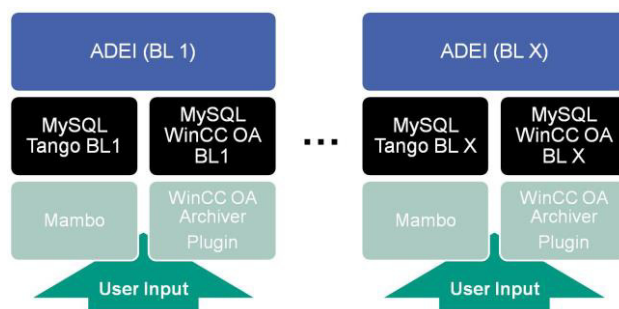 ADEI (BL 1)
ADEI (BL X)
MySQL
Tango BL1
MySQL
WinCC OA
BL1
...
MySQL
Tango BL X
MySQL
WinCC OA
BL X
Mambo
WinCC OA
Archiver
Plugin
Mambo
WinCC OA
Archiver
Plugin
User Input
User Input